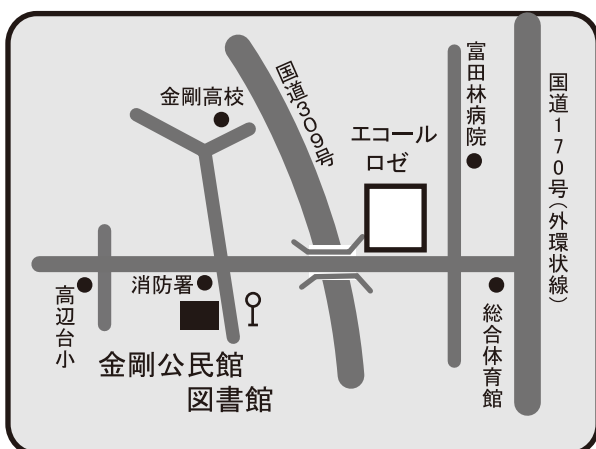 金剛高校
国道309号
エコール
ロゼ
富田林病院
国道170号(外環状線)
高辺台小
消防署
金剛公民館
図書館
総合体育館